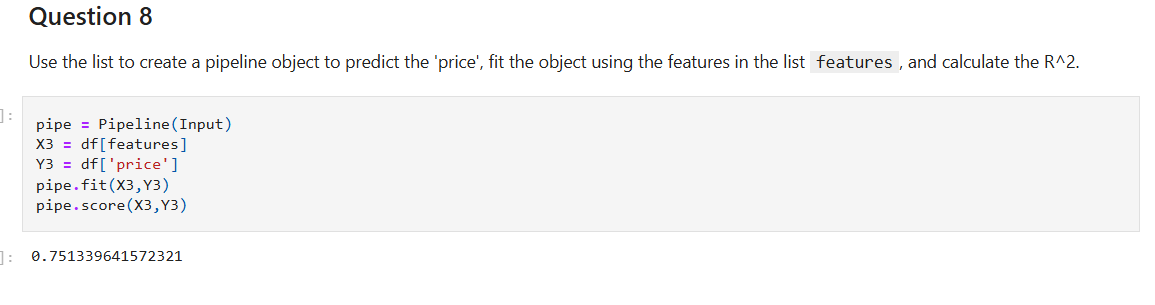 Question 8
Use the list to create a pipeline object to predict the 'price', fit the object using the features in the list features , and calculate the R^2.
]:
pipe = Pipeline(Input)
X3 = df[features]
Y3 = df['price']
pipe.fit(X3,Y3)
pipe.score(X3,Y3)
]: 0.751339641572321